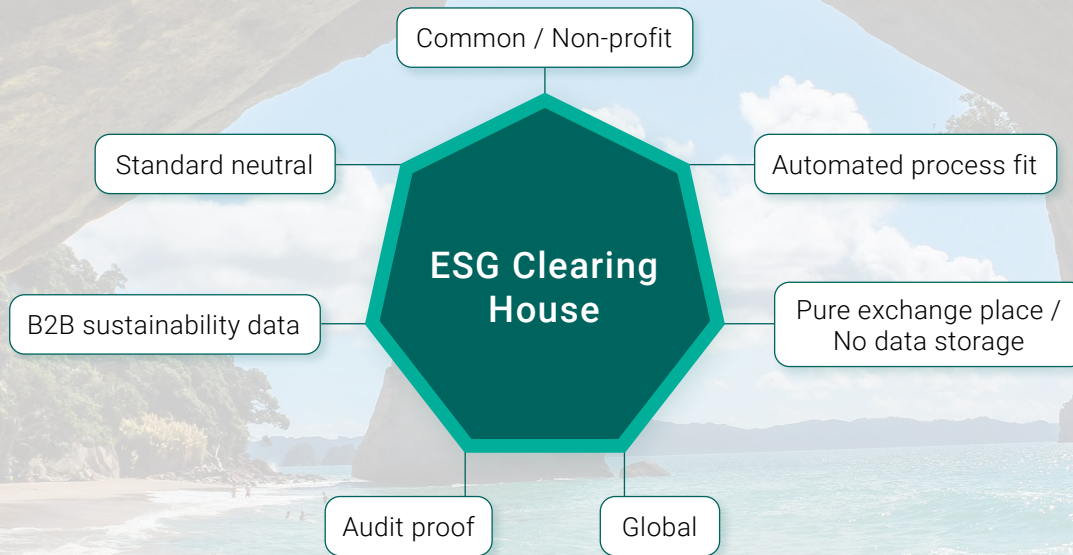 Common / Non-profit
Standard neutral
Automated process fit
ESG Clearing
House
B2B sustainability data
Pure exchange place /
No data storage
Audit proof
Global